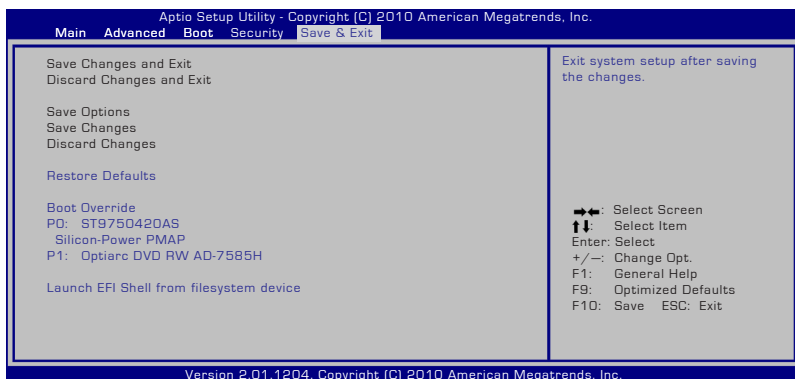 Aptio Setup Utility - Copyright (C) 2010 American Megatrends, Inc.
Main Advanced Boot Security Save & Exit
Save Changes and Exit
Discard Changes and Exit
Save Options
Save Changes
Discard Changes
Restore Defaults
Boot Override
P0: ST9750420AS
Silicon-Power PMAP
P1: Optiarc DVD RW AD-7585H
Launch EFI Shell from filesystem device
Exit system setup after saving
the changes.
→←: Select Screen
↑↓: Select Item
Enter: Select
+/—: Change Opt.
F1: General Help
F9: Optimized Defaults
F10: Save ESC: Exit
Version 2.01.1204. Copyright (C) 2010 American Megatrends, Inc.